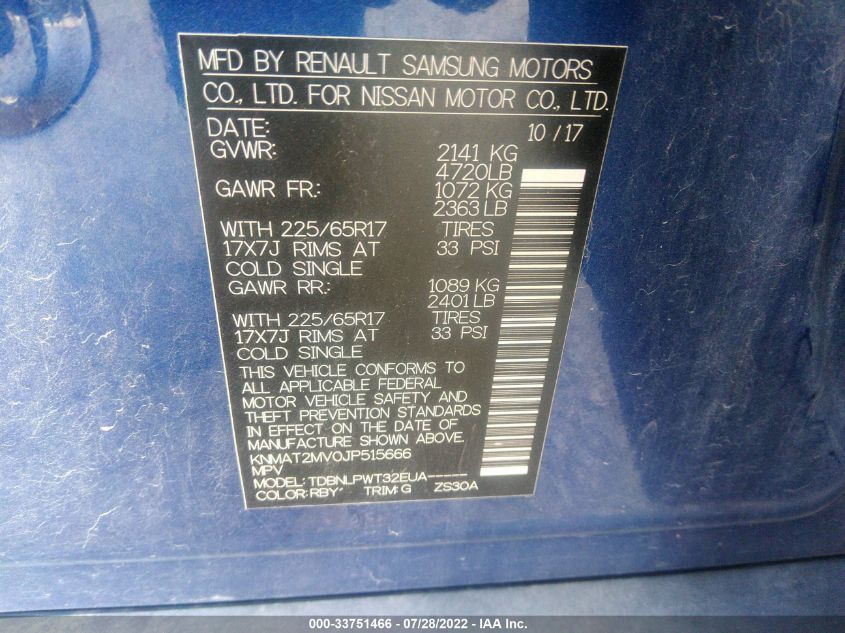 MFD BY RENAULT SAMSUNG MOTORS
CO., LTD. FOR NISSAN MOTOR CO., LTD.
DATE: 10 / 17
GVWR: 2141 KG
4720LB
GAWR FR.: 1072 KG
2363 LB
WITH 225/65R17 TIRES
17X7J RIMS AT 33 PSI
COLD SINGLE
GAWR RR.: 1089 KG
2401 LB
WITH 225/65R17 TIRES
17X7J RIMS AT 33 PSI
COLD SINGLE
THIS VEHICLE CONFORMS TO
ALL APPLICABLE FEDERAL
MOTOR VEHICLE SAFETY AND
THEFT PREVENTION STANDARDS
IN EFFECT ON THE DATE OF
MANUFACTURE SHOWN ABOVE.
KNMAT2MV0JP515666
MPV
MODEL: TDBNLPWT32EUA-----
COLOR: RBY TRIM: G ZS30A
000-33751466 - 07/28/2022 - IAA Inc.